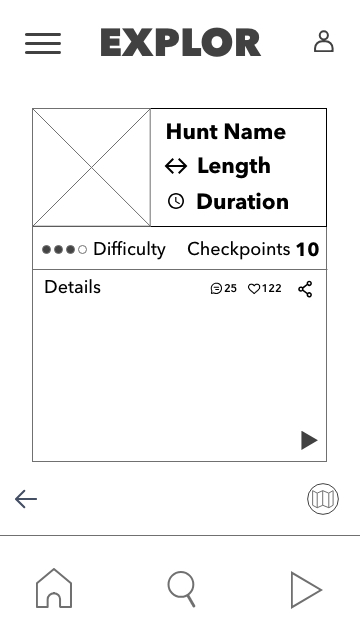 EXPLOR
Hunt Name
Length
Duration
Difficulty Checkpoints 10
Details 25 122